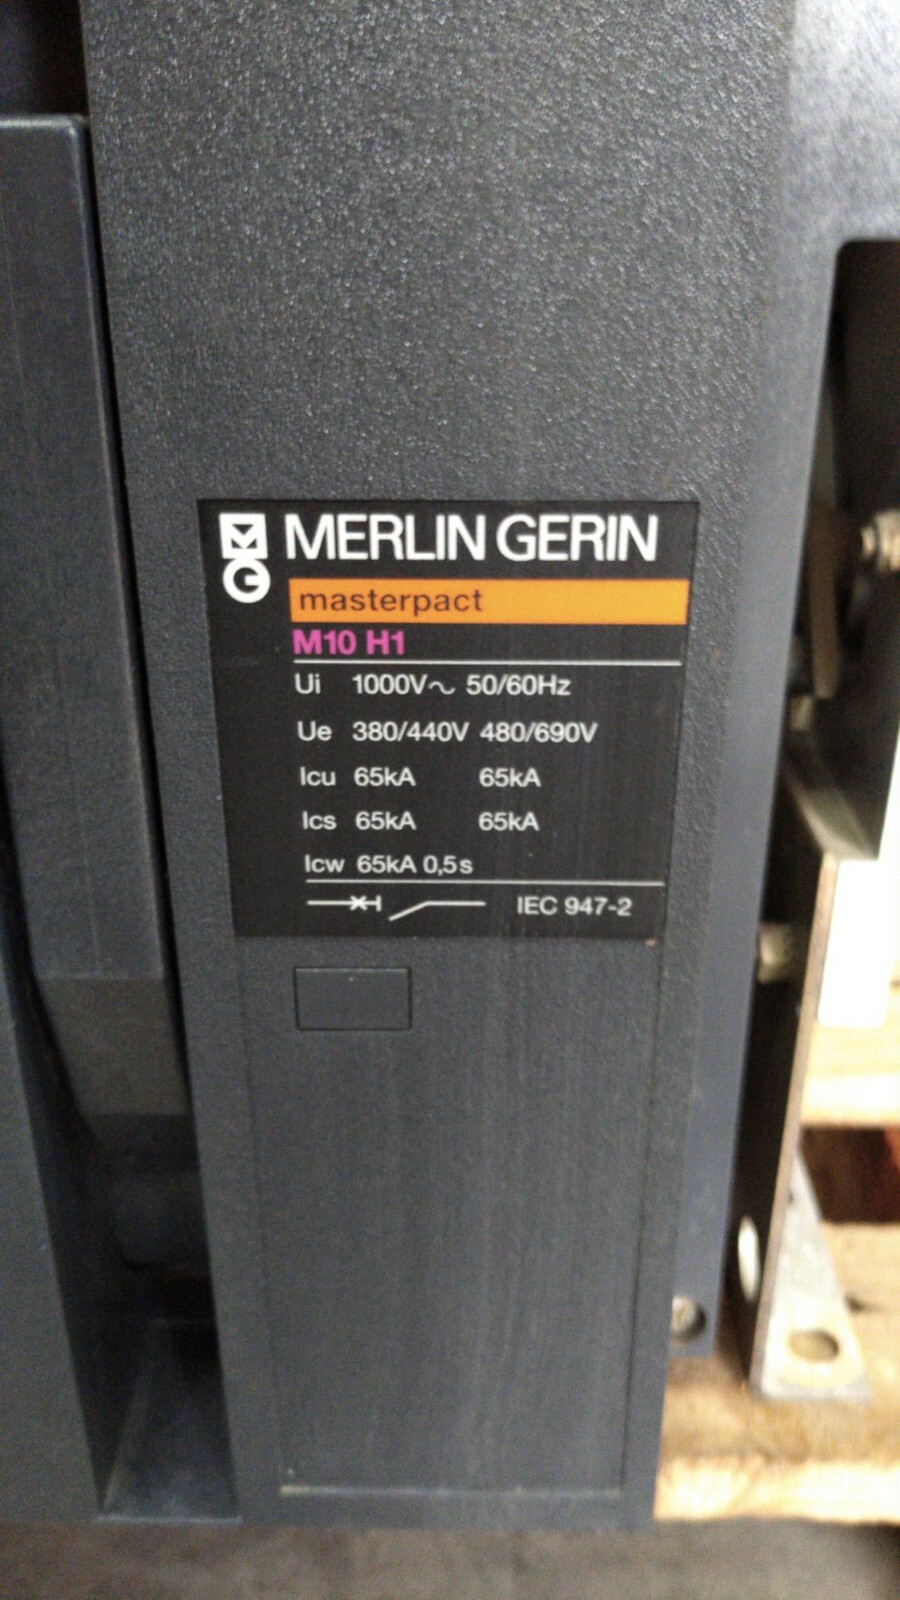 MG
MERLIN GERIN
masterpact
M10 H1
Ui 1000V~ 50/60Hz
Ue 380/440V 480/690V
Icu 65kA 65kA
Ics 65kA 65kA
Icw 65kA 0,5s
IEC 947-2